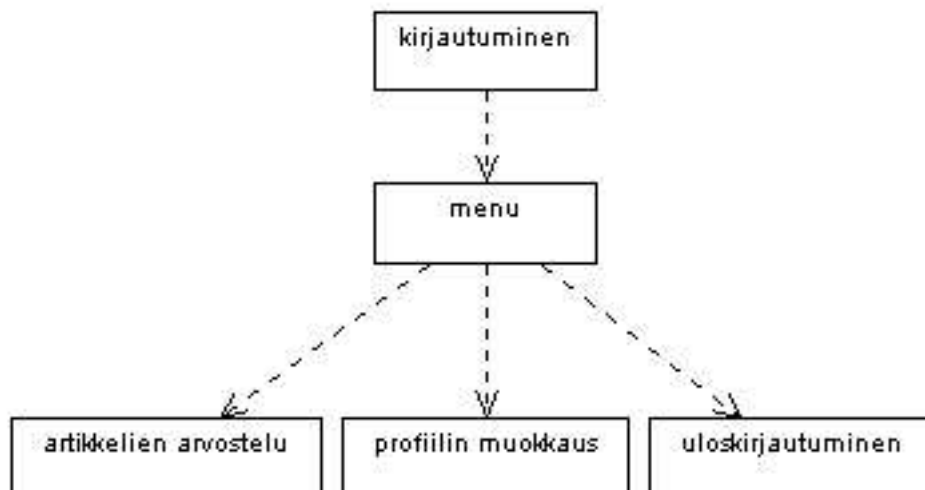 kirjautuminen
menu
artikkelien arvostelu
profiilin muokkaus
uloskirjautuminen